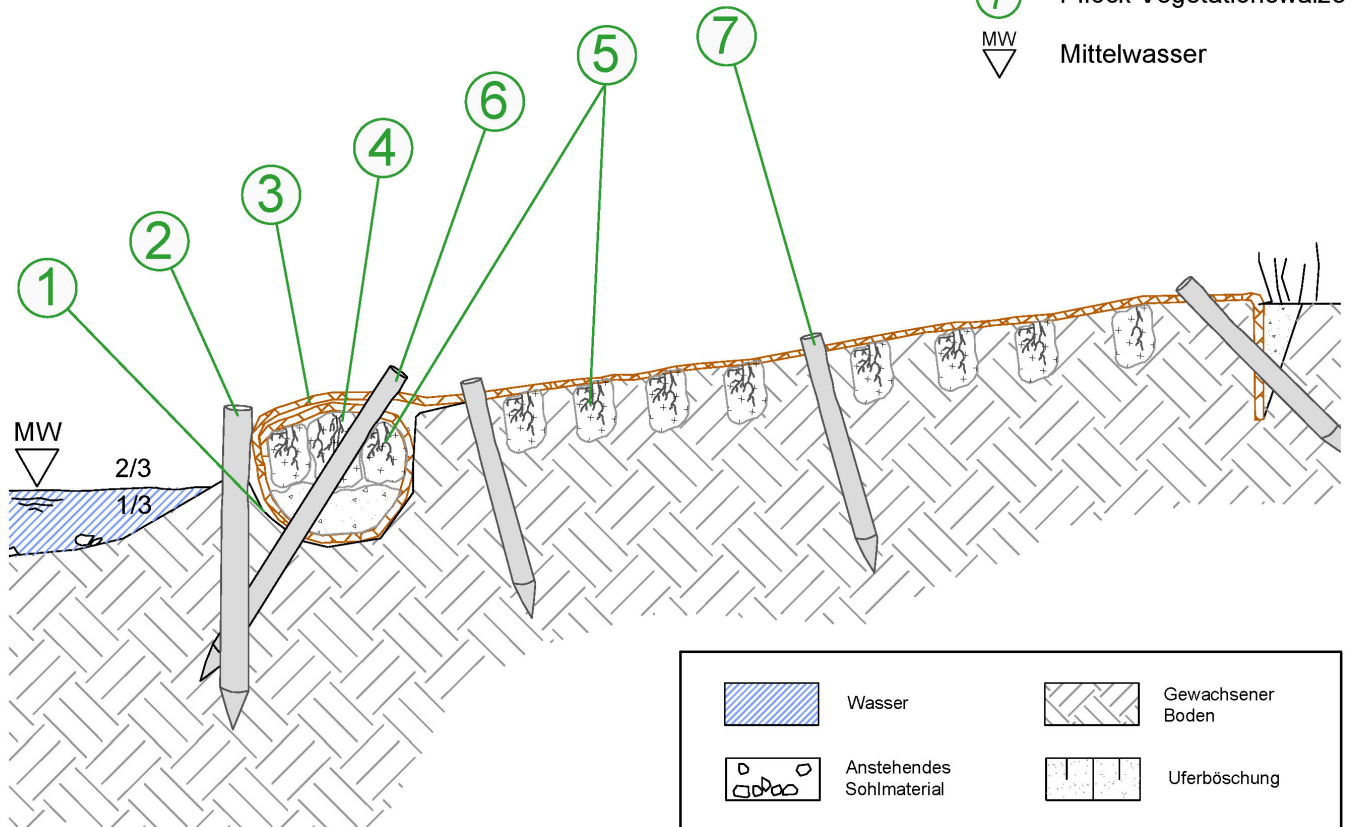 7 Pflock Vegetationswalze
MW Mittelwasser
7
5
6
4
3
2
1
MW
2/3
1/3
Wasser
Gewachsener
Boden
Anstehendes
Sohlmaterial
Uferböschung